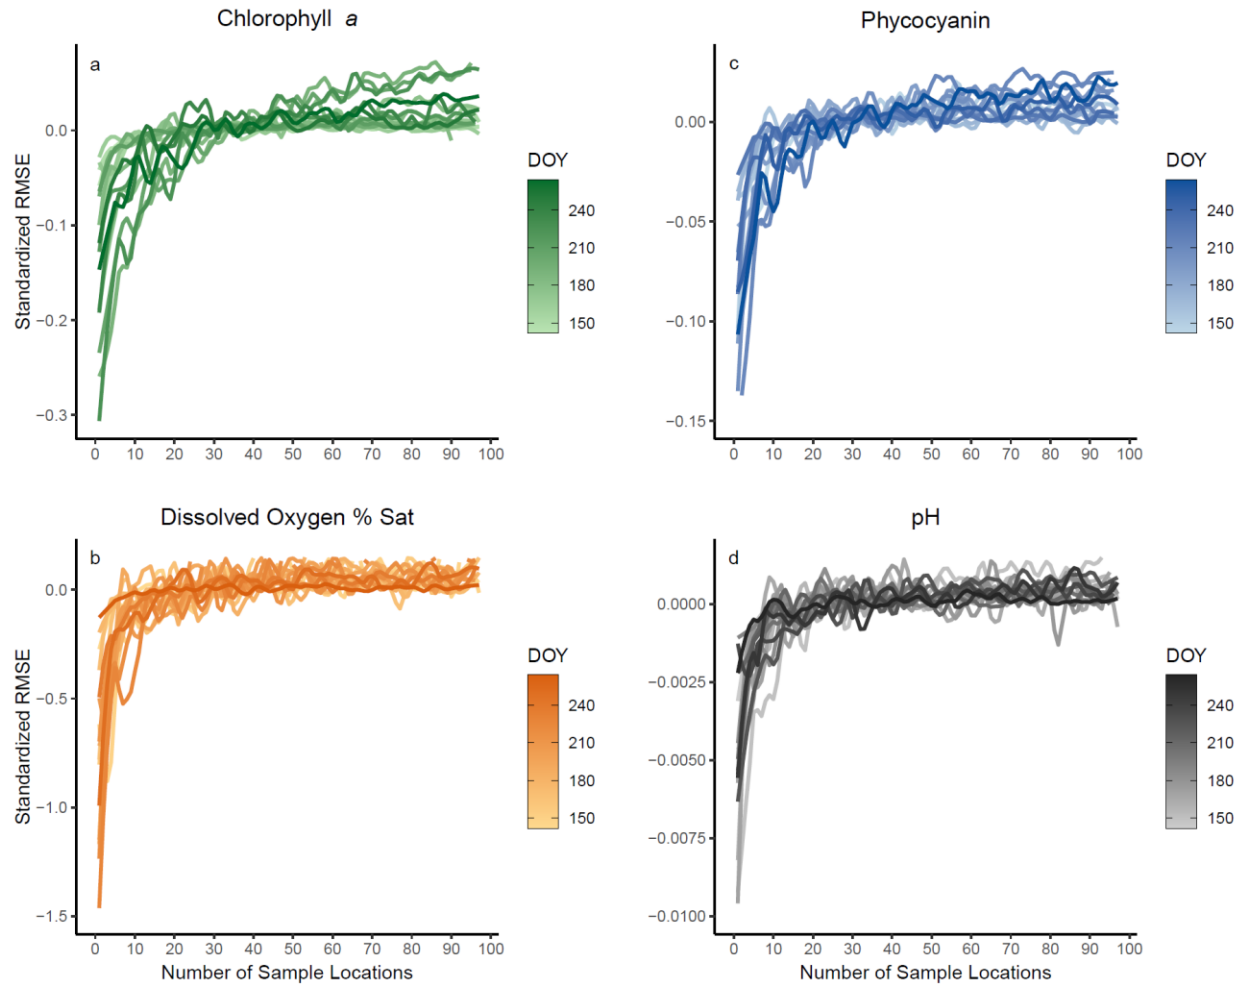 Chlorophyll a
a
Standardized RMSE
0.0
−0.1
−0.2
−0.3
0 10 20 30 40 50 60 70 80 90 100
DOY
240
210
180
150
Phycocyanin
c
0.00
−0.05
−0.10
−0.15
0 10 20 30 40 50 60 70 80 90 100
DOY
240
210
180
150
Dissolved Oxygen % Sat
b
Standardized RMSE
0.0
−0.5
−1.0
−1.5
0 10 20 30 40 50 60 70 80 90 100
Number of Sample Locations
DOY
240
210
180
150
pH
d
0.0000
−0.0025
−0.0050
−0.0075
−0.0100
0 10 20 30 40 50 60 70 80 90 100
Number of Sample Locations
DOY
240
210
180
150